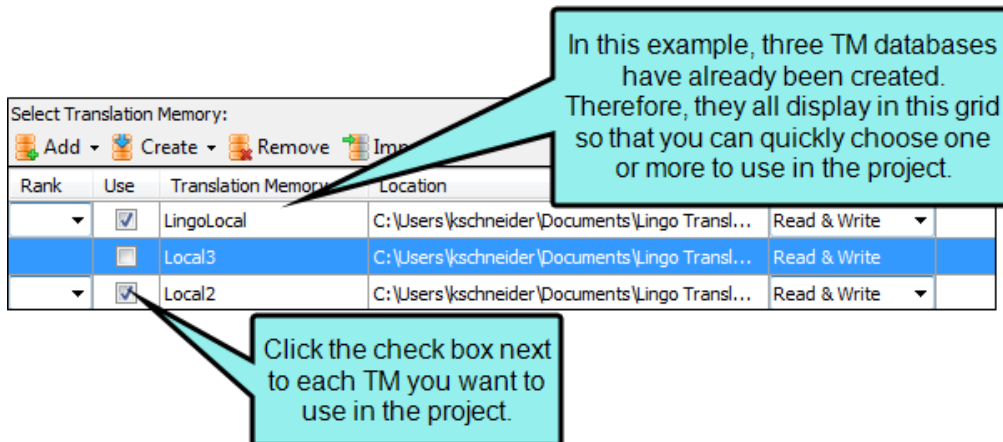 In this example, three TM databases
have already been created.
Therefore, they all display in this grid
so that you can quickly choose one
or more to use in the project.
Select Translation Memory:
Add Create Remove
Rank Use Translation Memory Location
LingoLocal C:\Users\kschneider\Documents\Lingo Transl... Read & Write
Local3 C:\Users\kschneider\Documents\Lingo Transl... Read & Write
Local2 C:\Users\kschneider\Documents\Lingo Transl... Read & Write
Click the check box next
to each TM you want to
use in the project.